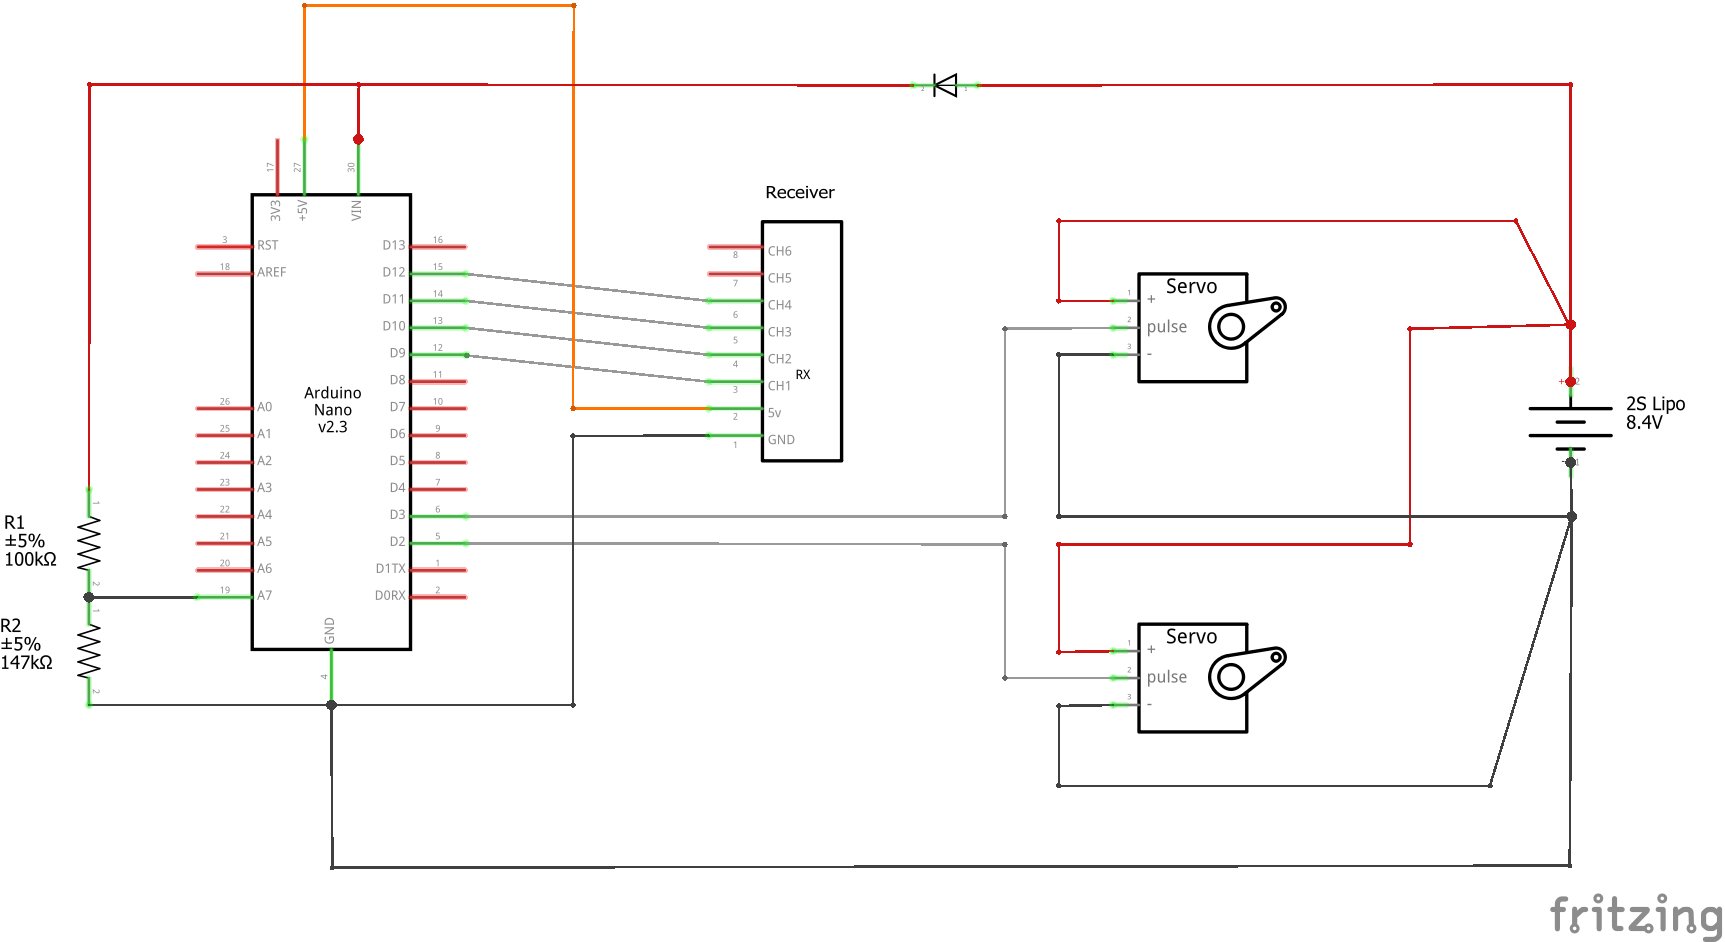 Receiver
17
3V3
27
+5V
30
VIN
3
RST
18
AREF
D13
16
D12
15
D11
14
D10
13
D9
12
D8
11
D7
10
D6
9
D5
8
D4
7
D3
6
D2
5
D1TX
1
D0RX
2
Arduino
Nano
v2.3
26
A0
25
A1
24
A2
23
A3
22
A4
21
A5
20
A6
19
A7
GND
4
CH6
8
CH5
7
CH4
6
CH3
5
CH2
4
CH1
3
RX
5v
2
GND
1
Servo
1
+
2
pulse
3
-
Servo
1
+
2
pulse
3
-
+
2S Lipo
8.4V
-
1
R1
±5%
100kΩ
1
2
R2
±5%
147kΩ
1
2
fritzing